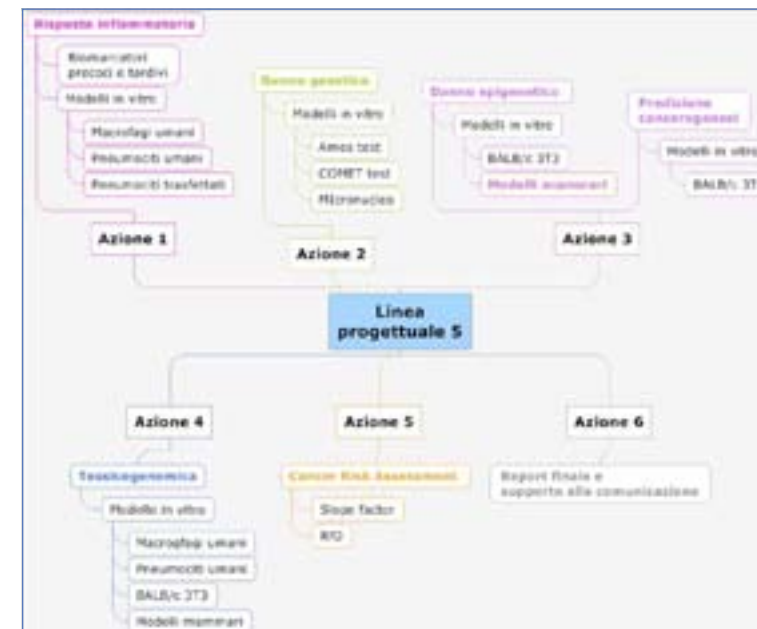 Risposta infiammatoria
Biomarcatori
precoci e tardivi
Modelli in vitro
Macrofagi umani
Pneumociti umani
Pneumociti trasfettati
Azione 1
Danno genetico
Modelli in vitro
Ames test
COMET test
Micronucleo
Azione 2
Danno epigenetico
Modelli in vitro
BALB/c 3T3
Modelli mammari
Predizione
cancerogenesi
Modelli in vitro
BALB/c 3T
Azione 3
Linea
progettuale 5
Azione 4
Tossicogenomica
Modello in vitro
Macrofagi umani
Pneumociti umani
BALB/c 3T3
Modelli mammari
Azione 5
Cancer Risk Assessment
Slope factor
RfD
Azione 6
Report finale e
supporto alla comunicazione